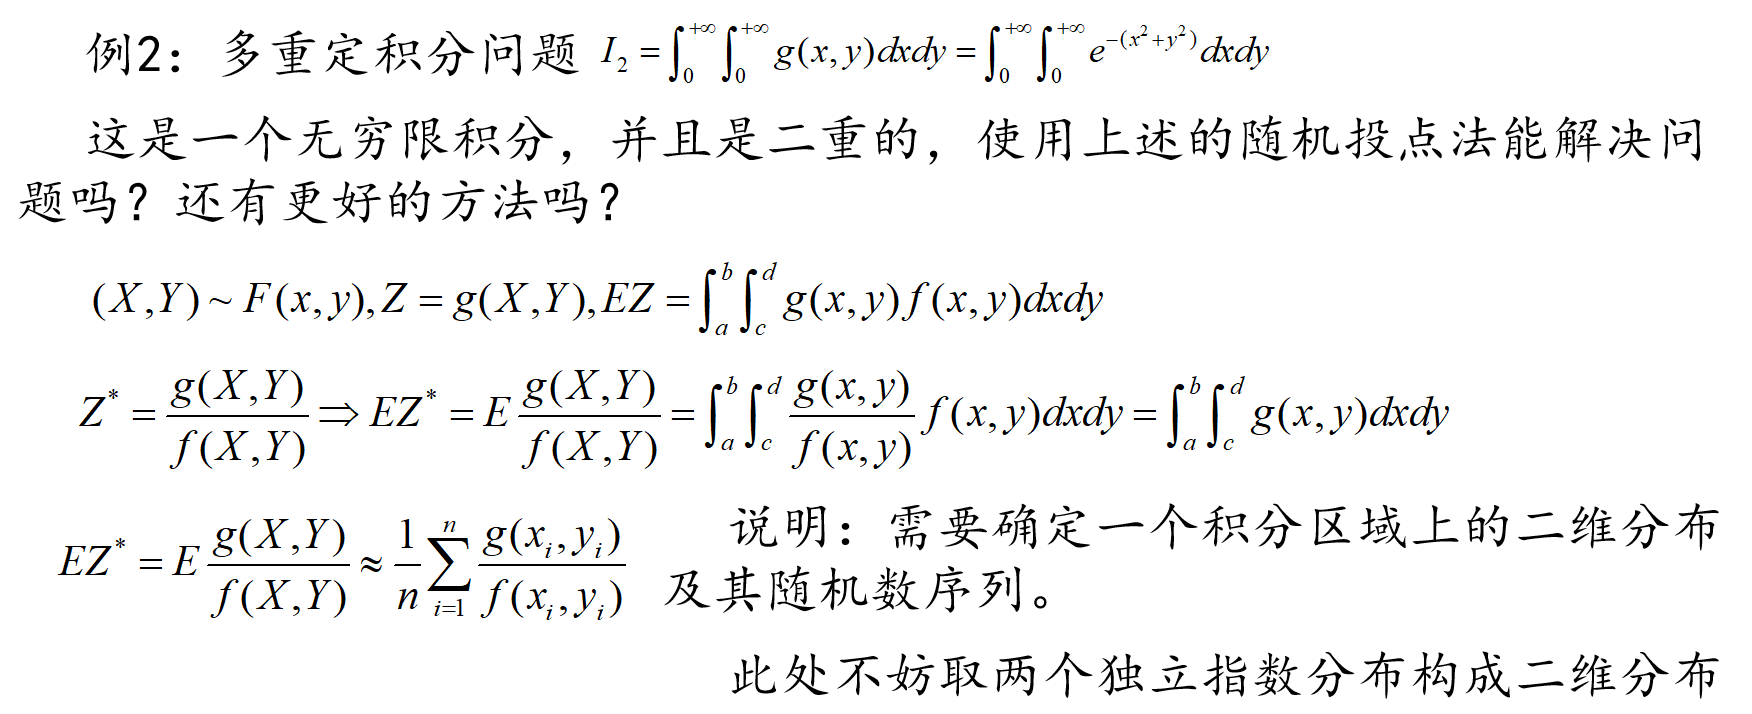 例2：多重定积分问题 $I_2 = \int_0^{+\infty}\int_0^{+\infty} g(x,y)dxdy = \int_0^{+\infty}\int_0^{+\infty} e^{-(x^2+y^2)}dxdy$
这是一个无穷限积分，并且是二重的，使用上述的随机投点法能解决问
题吗？还有更好的方法吗？
$(X,Y) \sim F(x,y), Z = g(X,Y), EZ = \int_a^b\int_c^d g(x,y)f(x,y)dxdy$
$Z^* = \frac{g(X,Y)}{f(X,Y)} \Rightarrow EZ^* = E\frac{g(X,Y)}{f(X,Y)} = \int_a^b\int_c^d \frac{g(x,y)}{f(x,y)}f(x,y)dxdy = \int_a^b\int_c^d g(x,y)dxdy$
$EZ^* = E\frac{g(X,Y)}{f(X,Y)} \approx \frac{1}{n}\sum_{i=1}^{n}\frac{g(x_i,y_i)}{f(x_i,y_i)}$
说明：需要确定一个积分区域上的二维分布
及其随机数序列。
此处不妨取两个独立指数分布构成二维分布